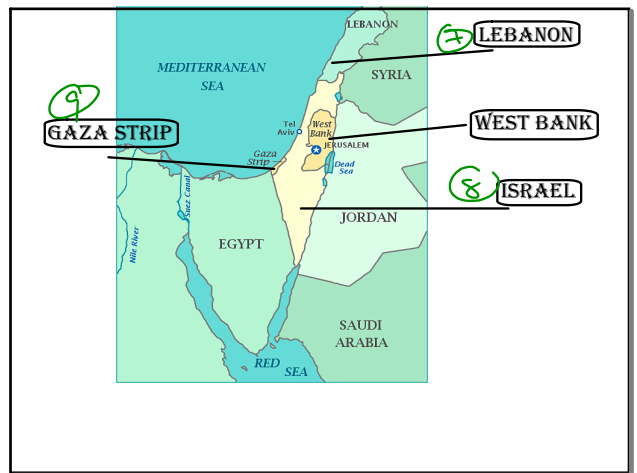 7
LEBANON
LEBANON
MEDITERRANEAN
SEA
SYRIA
9
GAZA STRIP
Tel
Aviv
West
Bank
WEST BANK
JERUSALEM
Gaza
Strip
Dead
Sea
8
ISRAEL
Suez Canal
Nile River
JORDAN
EGYPT
SAUDI
ARABIA
RED
SEA